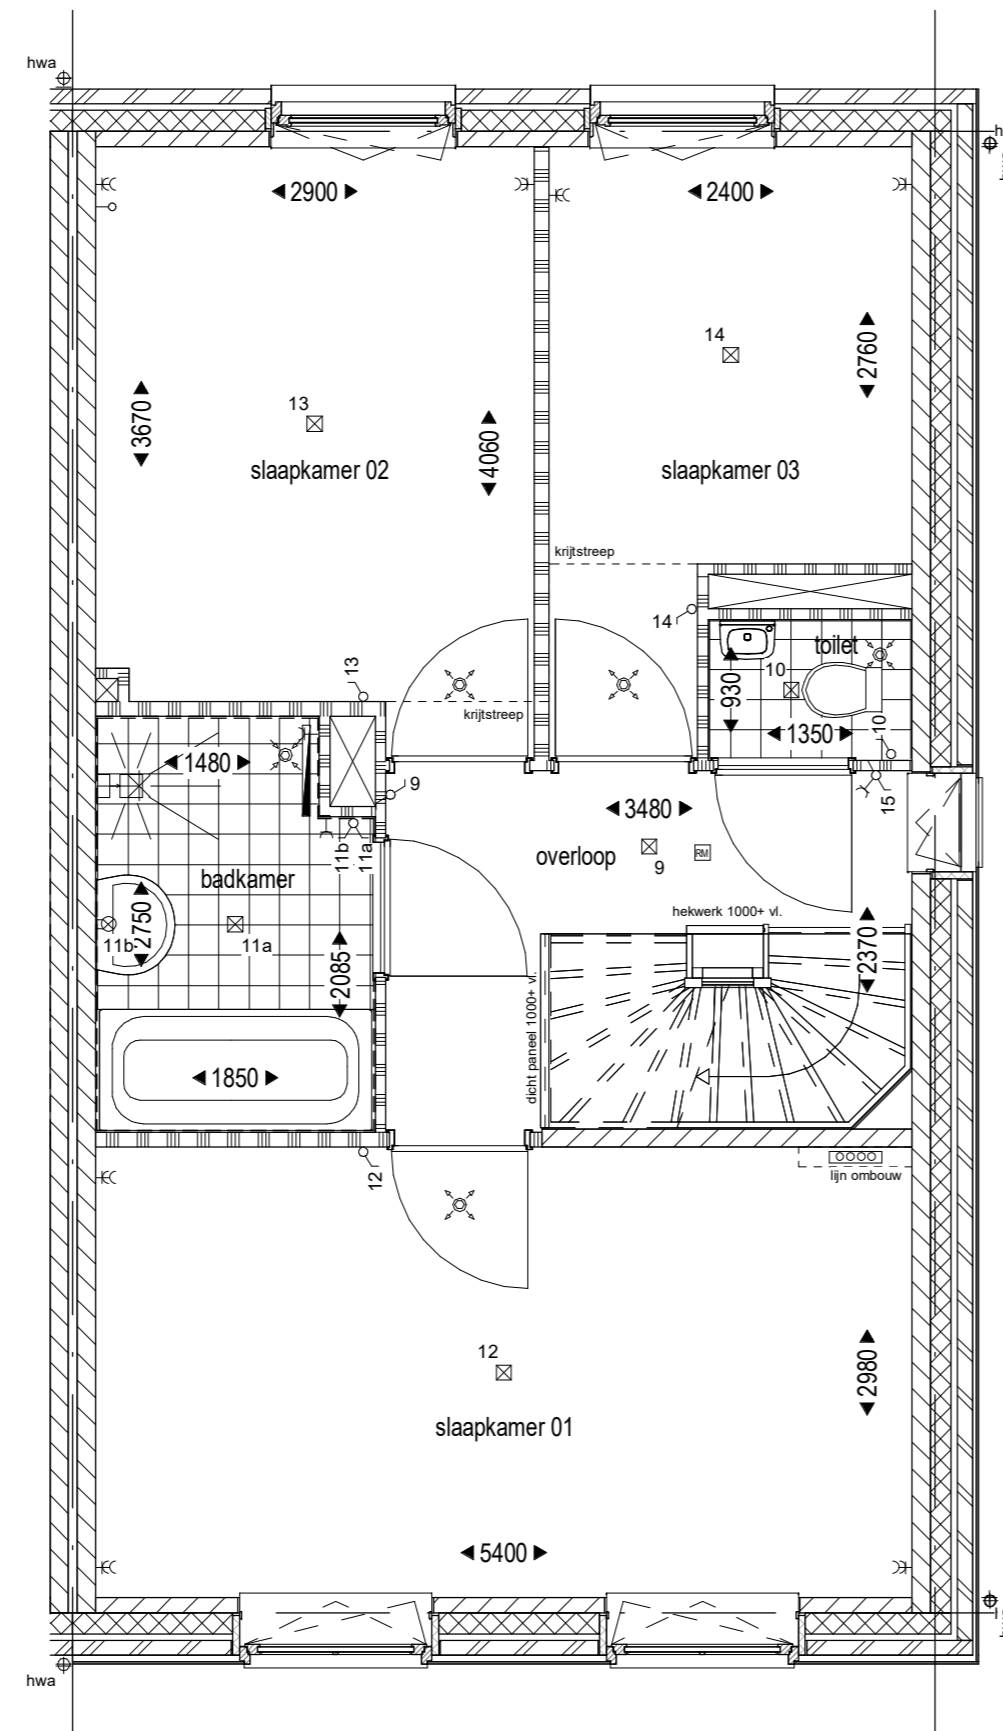 hwa
h
hwa
2900
2400
14
2760
13
3670
4060
slaapkamer 02
slaapkamer 03
krijtstreep
14
toilet
13
10
930
krijtstreep
1350
10
1480
9
3480
15
11b
11a
overloop
9
RM
badkamer
hekwerk 1000+ vl.
2750
11b
11a
2370
2085
dicht paneel 1000+ vl.
1850
12
lijn ombouw
12
2980
slaapkamer 01
5400
hwa
hwa